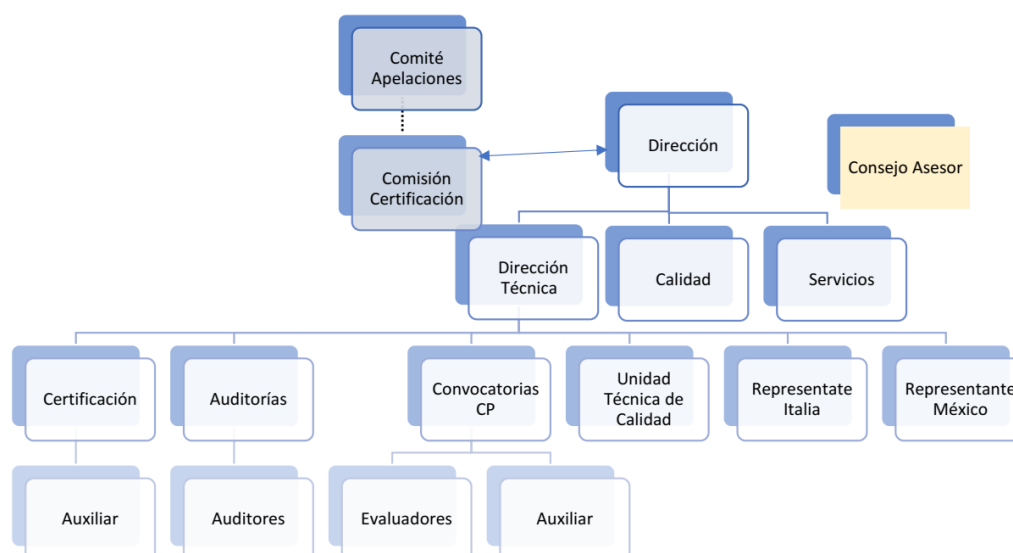 Comité
Apelaciones
Dirección
Consejo Asesor
Comisión
Certificación
Dirección
Técnica
Calidad
Servicios
Certificación
Auditorías
Convocatorias
CP
Unidad
Técnica de
Calidad
Representate
Italia
Representante
México
Auxiliar
Auditores
Evaluadores
Auxiliar